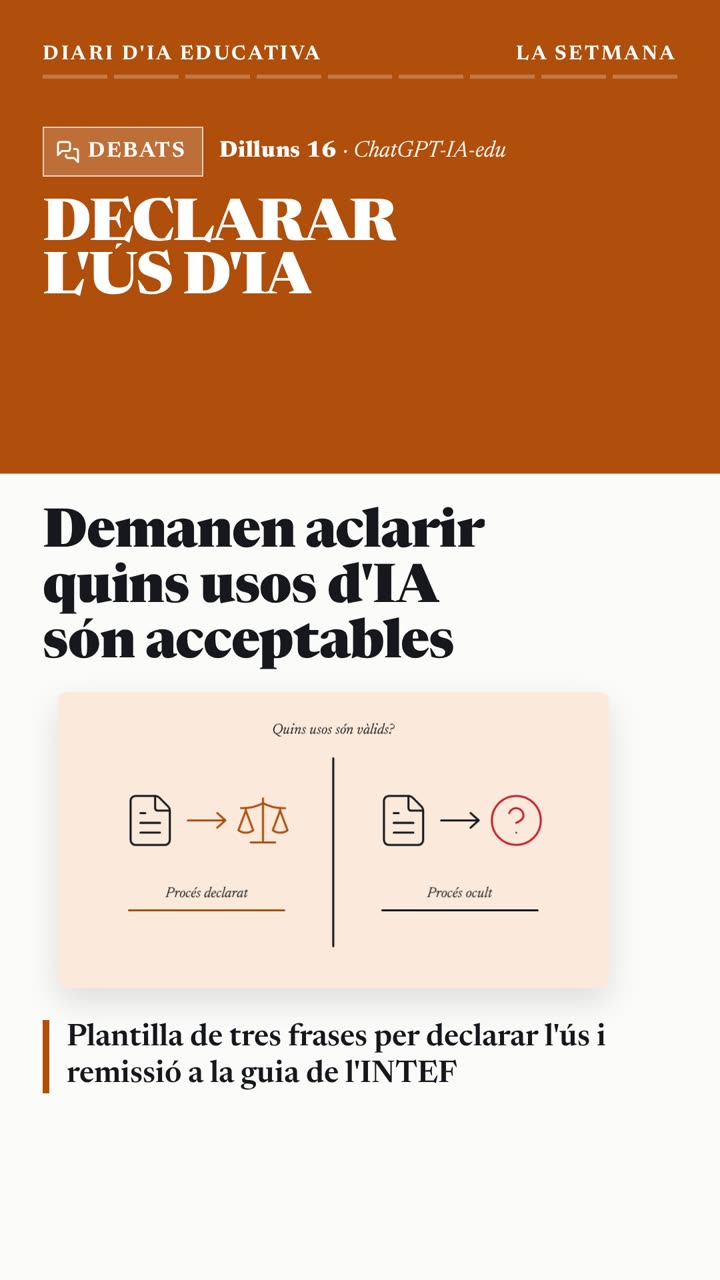 DIARI D'IA EDUCATIVA
LA SETMANA
DEBATS
Dilluns 16 · ChatGPT-IA-edu
DECLARAR
L'ÚS D'IA
Demanen aclarir
quins usos d'IA
són acceptables
Quins usos són vàlids?
Procés declarat
Procés ocult
Plantilla de tres frases per declarar l'ús i
remissió a la guia de l'INTEF